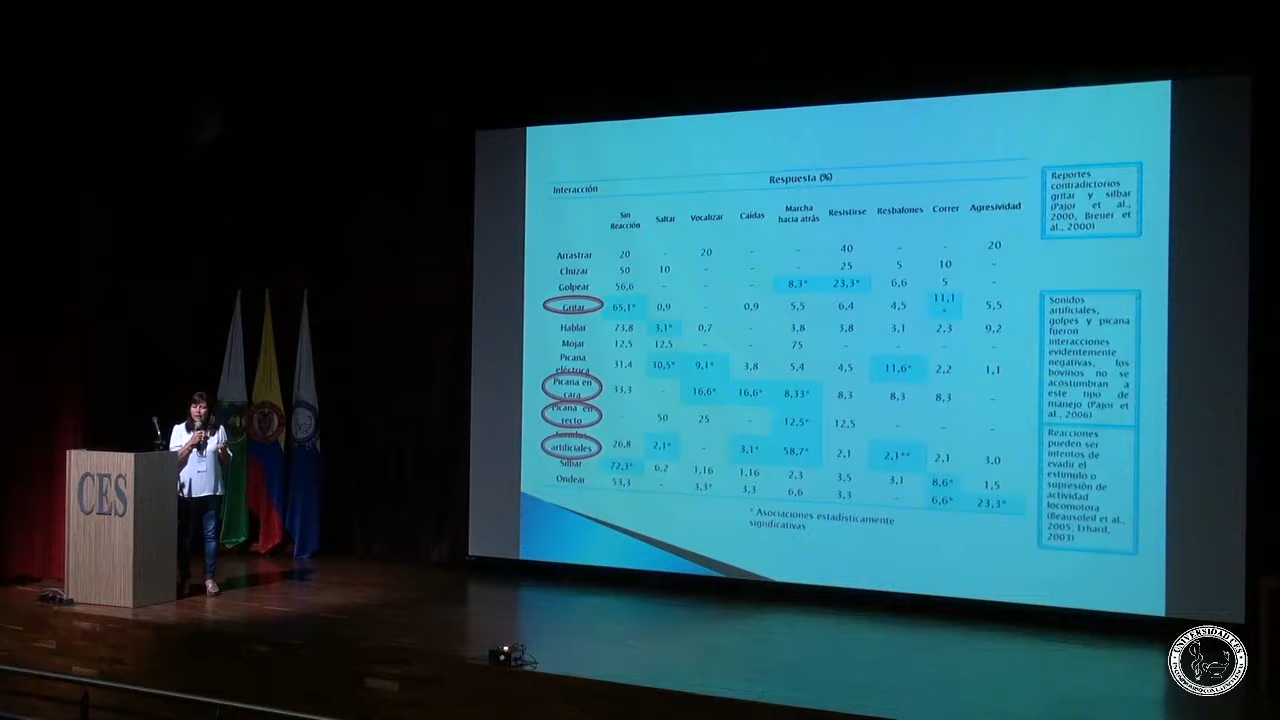 CES
Interacción
Respuesta (%)
Sin Reacción Saltar Vocalizar Caídas Marcha hacia atrás Resistirse Resbalones Correr Agresividad
Arrastrar 20 - 20 - - 40 - - 20
Chuzar 50 10 - - - 25 5 10 -
Golpear 56,6 - - - 8,3* 23,3* 6,6 5 -
Gritar 65,1* 0,9 - 0,9 5,5 6,4 4,5 11,1* 5,5
Hablar 73,8 3,1* 0,7 - 3,8 3,8 3,1 2,3 9,2
Mojar 12,5 12,5 - - 75 - - - -
Picana eléctrica 31.4 30,5* 9,1* 3,8 5,4 4,5 11,6* 2,2 1,1
Picana en cara 33,3 - 16,6* 16,6* 8,33* 8,3 8,3 8,3 -
Picana en recto - 50 25 - 12,5* 12,5 - - -
Sonidos artificiales 26,8 2,1* - 3,1* 58,7* 2,1 2,1** 2,1 3,0
Silbar 72,3* 6,2 1,16 1,16 2,3 3,5 3,1 8,6* 1,5
Ondear 53,3 - 3,3* 3,3 6,6 3,3 - 6,6* 23,3*
* Asociaciones estadísticamente
significativas
Reportes
contradictorios
gritar y silbar
(Pajor et al.,
2000, Breuer et
al., 2000)
Sonidos
artificiales,
golpes y picana
fueron
interacciones
evidentemente
negativas, los
bovinos no se
acostumbran a
este tipo de
manejo (Pajor et
al., 2006)
Reacciones
pueden ser
intentos de
evadir el
estímulo o
supresión de
actividad
locomotora
(Beausoleil et al.,
2005, Erhard,
2003)
UNIVERSIDAD CES